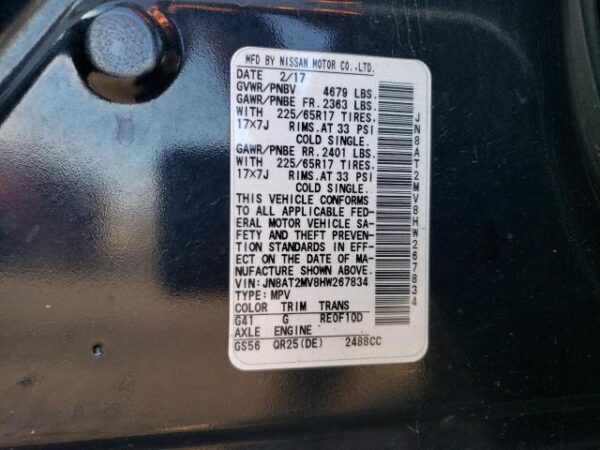 MFD BY NISSAN MOTOR CO.,LTD.
DATE 2/17
GVWR/PNBV 4679 LBS.
GAWR/PNBE FR. 2363 LBS.
WITH 225/65R17 TIRES,
17X7J RIMS.AT 33 PSI
COLD SINGLE.
GAWR/PNBE RR. 2401 LBS.
WITH 225/65R17 TIRES,
17X7J RIMS.AT 33 PSI
COLD SINGLE.
THIS VEHICLE CONFORMS
TO ALL APPLICABLE FED-
ERAL MOTOR VEHICLE SA-
FETY AND THEFT PREVEN-
TION STANDARDS IN EFF-
ECT ON THE DATE OF MA-
NUFACTURE SHOWN ABOVE.
VIN: JN8AT2MV8HW267834
TYPE: MPV
COLOR TRIM TRANS
G41 G RE0F10D
AXLE ENGINE
GS56 QR25(DE) 2488CC
JN8AT2MV8HW267834